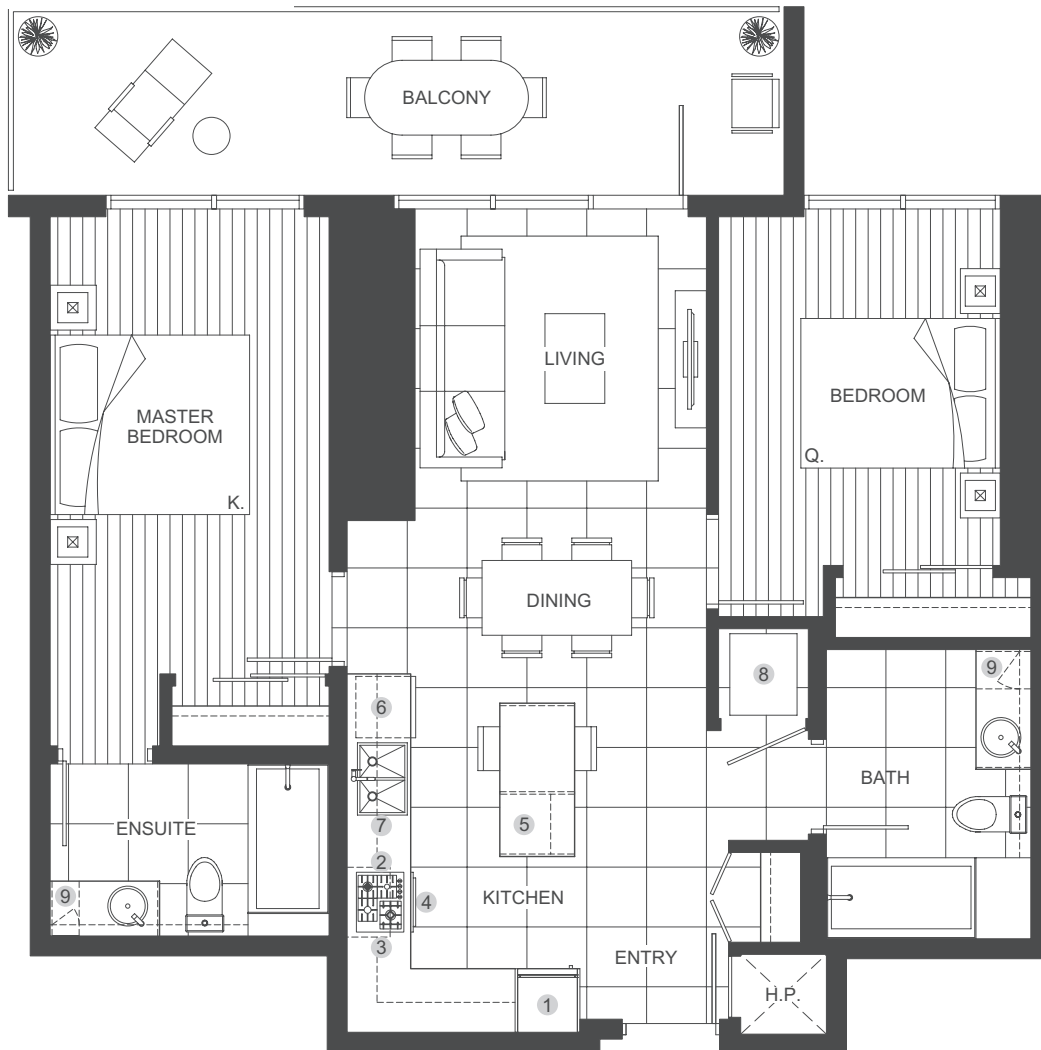 BALCONY
LIVING
MASTER
BEDROOM
K.
BEDROOM
Q.
DINING
8
9
6
7
5
BATH
ENSUITE
9
2
4
3
KITCHEN
ENTRY
1
H.P.